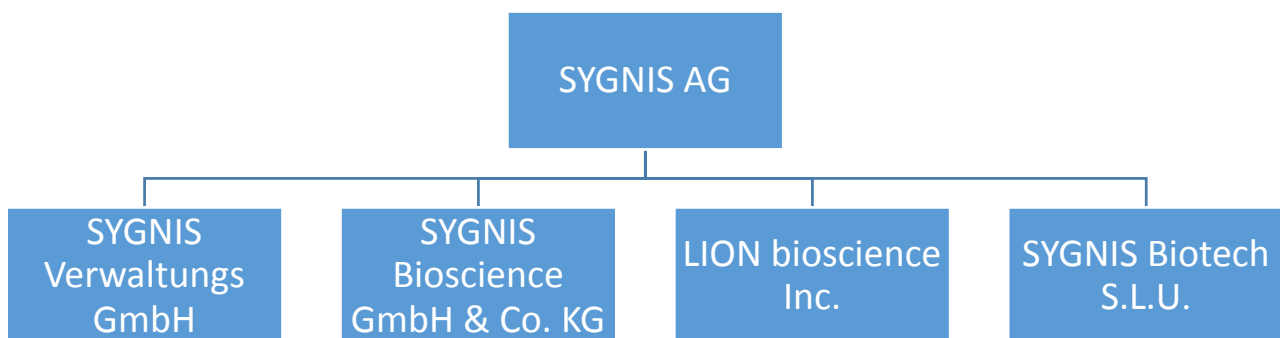 SYGNIS AG
SYGNIS
Verwaltungs
GmbH
SYGNIS
Bioscience
GmbH & Co. KG
LION bioscience
Inc.
SYGNIS Biotech
S.L.U.